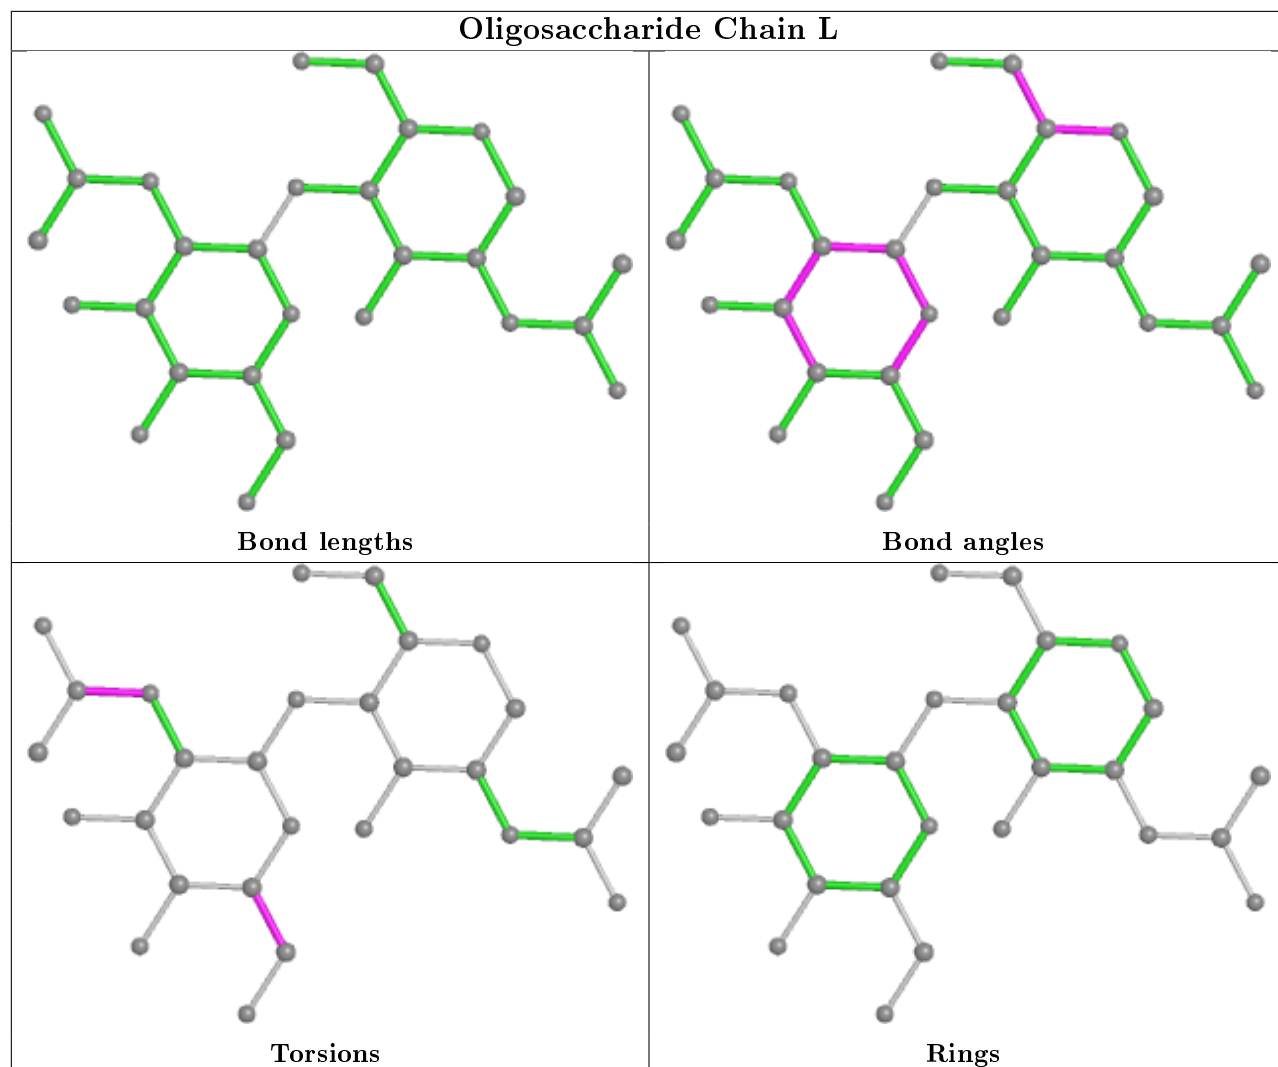 Oligosaccharide Chain L
Bond lengths
Bond angles
Torsions
Rings